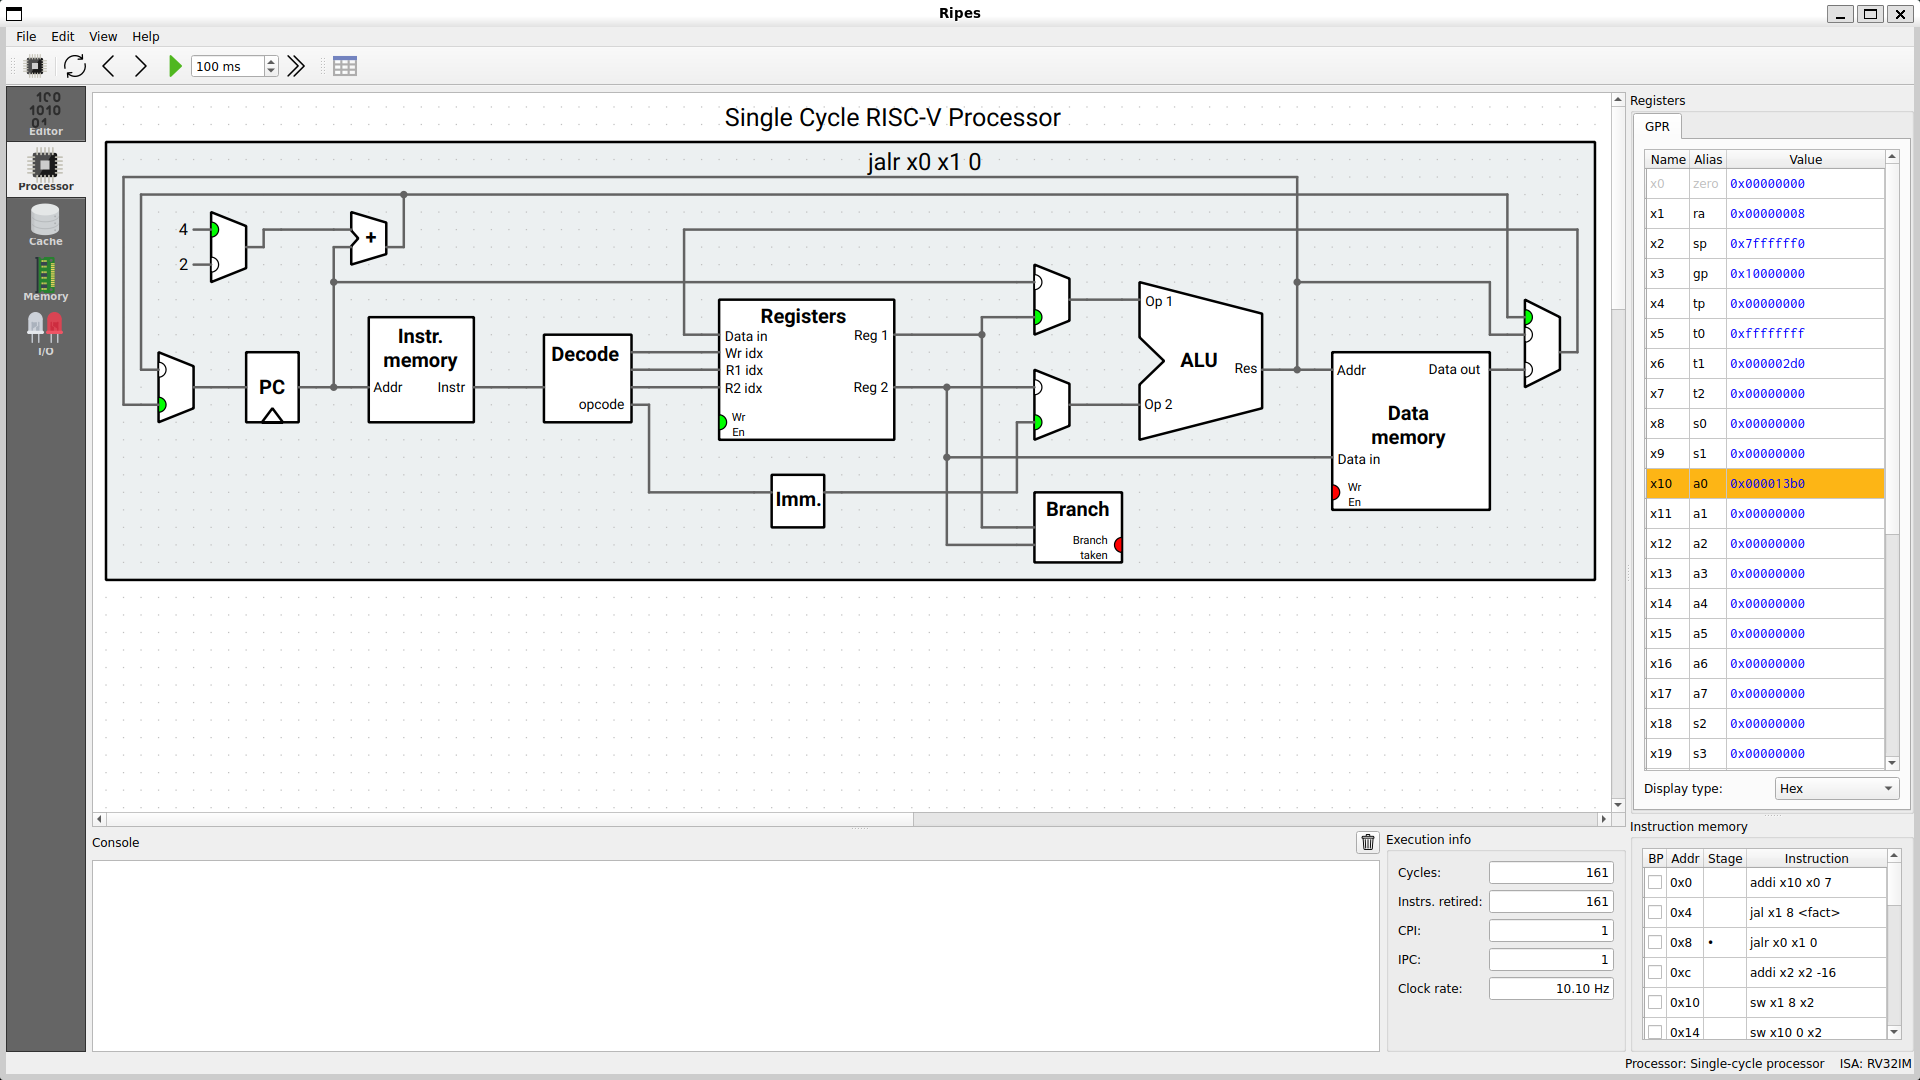 Ripes
File Edit View Help
100 ms
Editor
Processor
Cache
Memory
I/O
Single Cycle RISC-V Processor
jalr x0 x1 0
4
2
+
PC
Instr. memory
Addr Instr
Decode
opcode
Registers
Data in
Wr idx
R1 idx
R2 idx
Wr En
Reg 1
Reg 2
Imm.
Op 1
Op 2
ALU
Res
Branch
Branch taken
Addr Data out
Data memory
Data in
Wr En
Console
Execution info
Cycles: 161
Instrs. retired: 161
CPI: 1
IPC: 1
Clock rate: 10.10 Hz
Registers
GPR
Name Alias Value
x0 zero 0x00000000
x1 ra 0x00000008
x2 sp 0x7ffffff0
x3 gp 0x10000000
x4 tp 0x00000000
x5 t0 0xffffffff
x6 t1 0x000002d0
x7 t2 0x00000000
x8 s0 0x00000000
x9 s1 0x00000000
x10 a0 0x000013b0
x11 a1 0x00000000
x12 a2 0x00000000
x13 a3 0x00000000
x14 a4 0x00000000
x15 a5 0x00000000
x16 a6 0x00000000
x17 a7 0x00000000
x18 s2 0x00000000
x19 s3 0x00000000
Display type: Hex
Instruction memory
BP Addr Stage Instruction
0x0 addi x10 x0 7
0x4 jal x1 8 <fact>
0x8 • jalr x0 x1 0
0xc addi x2 x2 -16
0x10 sw x1 8 x2
0x14 sw x10 0 x2
Processor: Single-cycle processor ISA: RV32IM